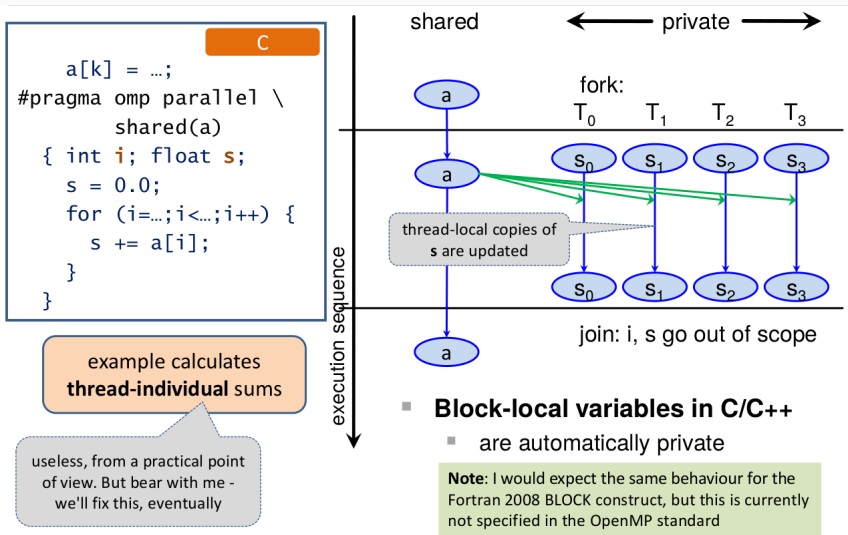 C
a[k] = …;
#pragma omp parallel \
shared(a)
{ int i; float s;
s = 0.0;
for (i=…;i<…;i++) {
s += a[i];
}
}
example calculates
thread-individual sums
useless, from a practical point
of view. But bear with me -
we'll fix this, eventually
execution sequence
shared
private
fork:
T0 T1 T2 T3
a
a
s0 s1 s2 s3
thread-local copies of
s are updated
s0 s1 s2 s3
a
join: i, s go out of scope
Block-local variables in C/C++
are automatically private
Note: I would expect the same behaviour for the
Fortran 2008 BLOCK construct, but this is currently
not specified in the OpenMP standard